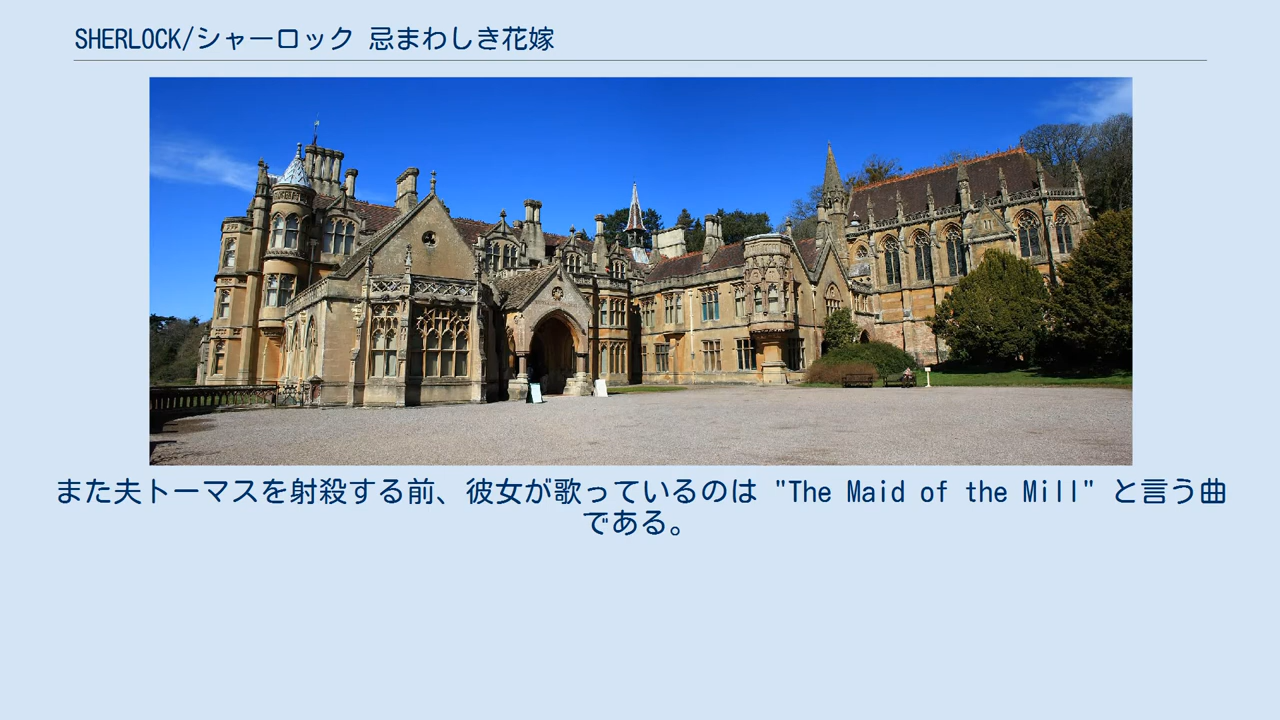 SHERLOCK/シャーロック 忌まわしき花嫁
また夫トーマスを射殺する前、彼女が歌っているのは "The Maid of the Mill" と言う曲
である。